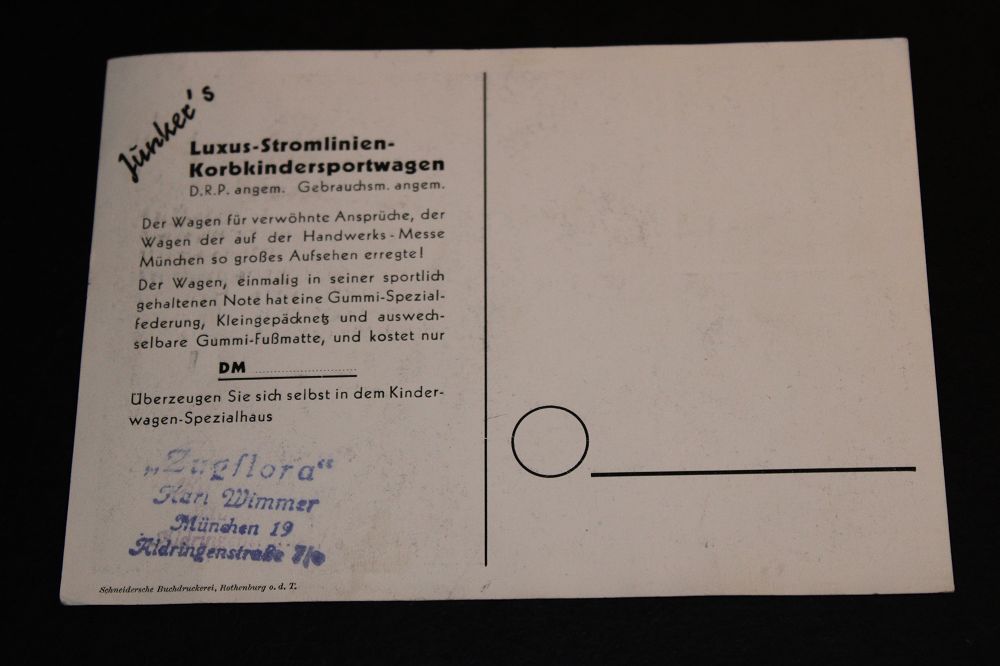 Junker's
Luxus-Stromlinien-
Korbkindersportwagen
D.R.P. angem. Gebrauchsm. angem.
Der Wagen für verwöhnte Ansprüche, der
Wagen der auf der Handwerks-Messe
München so großes Aufsehen erregte!
Der Wagen, einmalig in seiner sportlich
gehaltenen Note hat eine Gummi-Spezial-
federung, Kleingepäcknetz und auswech-
selbare Gummi-Fußmatte, und kostet nur
DM ........................
Überzeugen Sie sich selbst in dem Kinder-
wagen-Spezialhaus
„Zugflora“
Karl Wimmer
München 19
Aldringenstraße
Schneidersche Buchdruckerei, Rothenburg o. d. T.